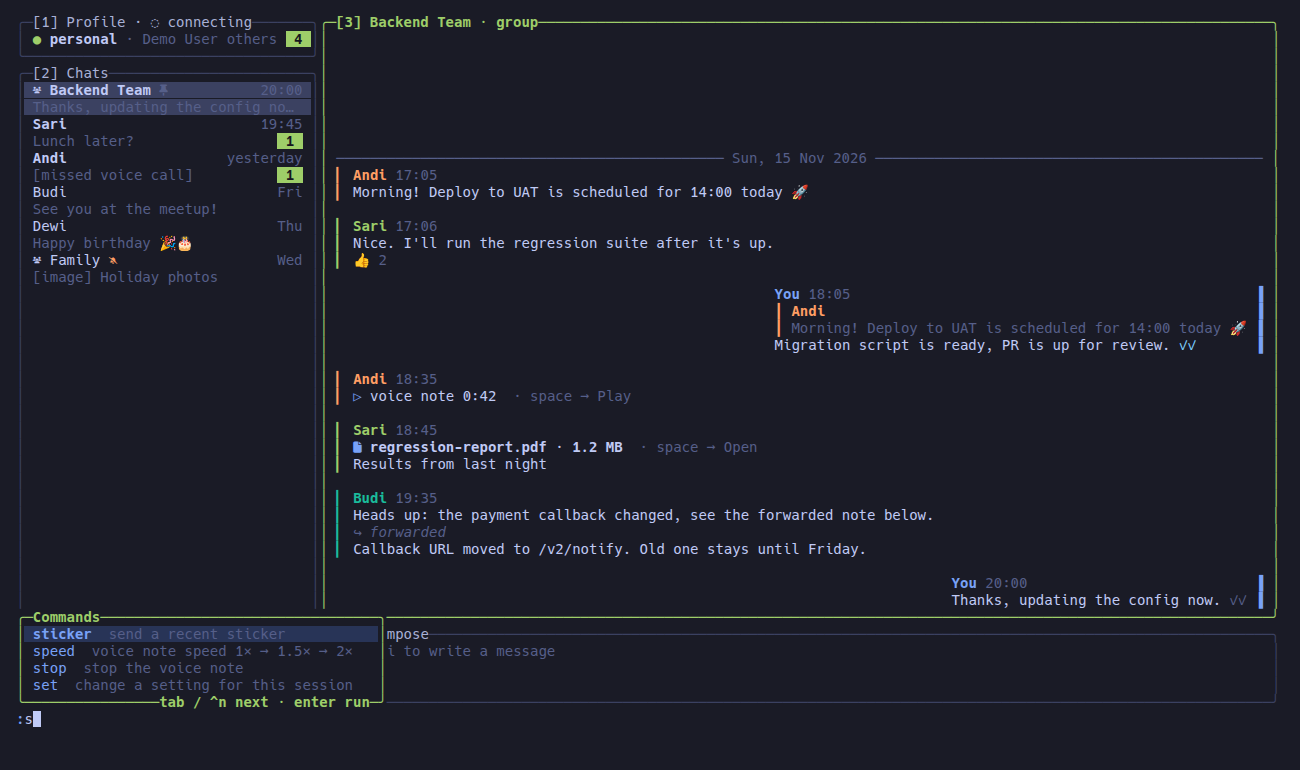 [1] Profile · ◌ connecting
● personal · Demo User others 4
[2] Chats
Backend Team 20:00
Thanks, updating the config no…
Sari 19:45
Lunch later? 1
Andi yesterday
[missed voice call] 1
Budi Fri
See you at the meetup!
Dewi Thu
Happy birthday 🎉🎂
Family Wed
[image] Holiday photos
[3] Backend Team · group
Sun, 15 Nov 2026
Andi 17:05
Morning! Deploy to UAT is scheduled for 14:00 today 🚀
Sari 17:06
Nice. I'll run the regression suite after it's up.
👍 2
You 18:05
Andi
Morning! Deploy to UAT is scheduled for 14:00 today 🚀
Migration script is ready, PR is up for review. ✓✓
Andi 18:35
▷ voice note 0:42 · space → Play
Sari 18:45
regression-report.pdf · 1.2 MB · space → Open
Results from last night
Budi 19:35
Heads up: the payment callback changed, see the forwarded note below.
↪ forwarded
Callback URL moved to /v2/notify. Old one stays until Friday.
You 20:00
Thanks, updating the config now. ✓✓
Commands
sticker send a recent sticker
speed voice note speed 1× → 1.5× → 2×
stop stop the voice note
set change a setting for this session
tab / ^n next · enter run
mpose
i to write a message
:s